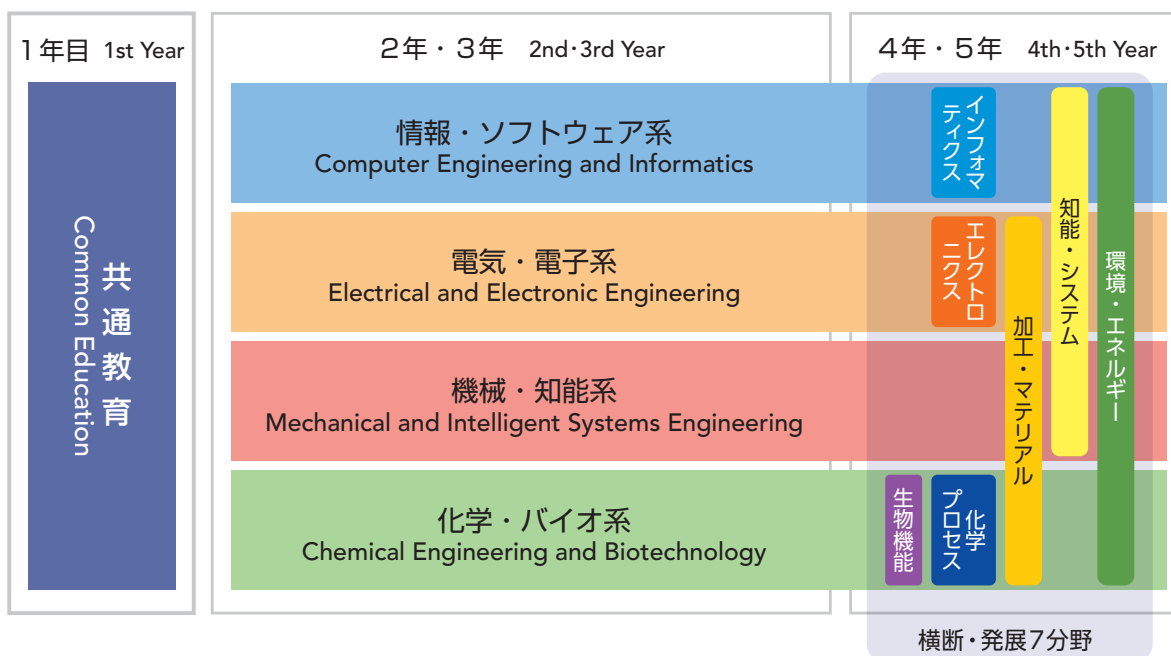 1年目 1st Year
共通教育
Common Education
2年・3年 2nd・3rd Year
情報・ソフトウェア系
Computer Engineering and Informatics
電気・電子系
Electrical and Electronic Engineering
機械・知能系
Mechanical and Intelligent Systems Engineering
化学・バイオ系
Chemical Engineering and Biotechnology
4年・5年 4th・5th Year
インフォマ
ティクス
エレクトロ
ニクス
生物機能
化学
プロセス
加工・マテリアル
知能・システム
環境・エネルギー
横断・発展7分野